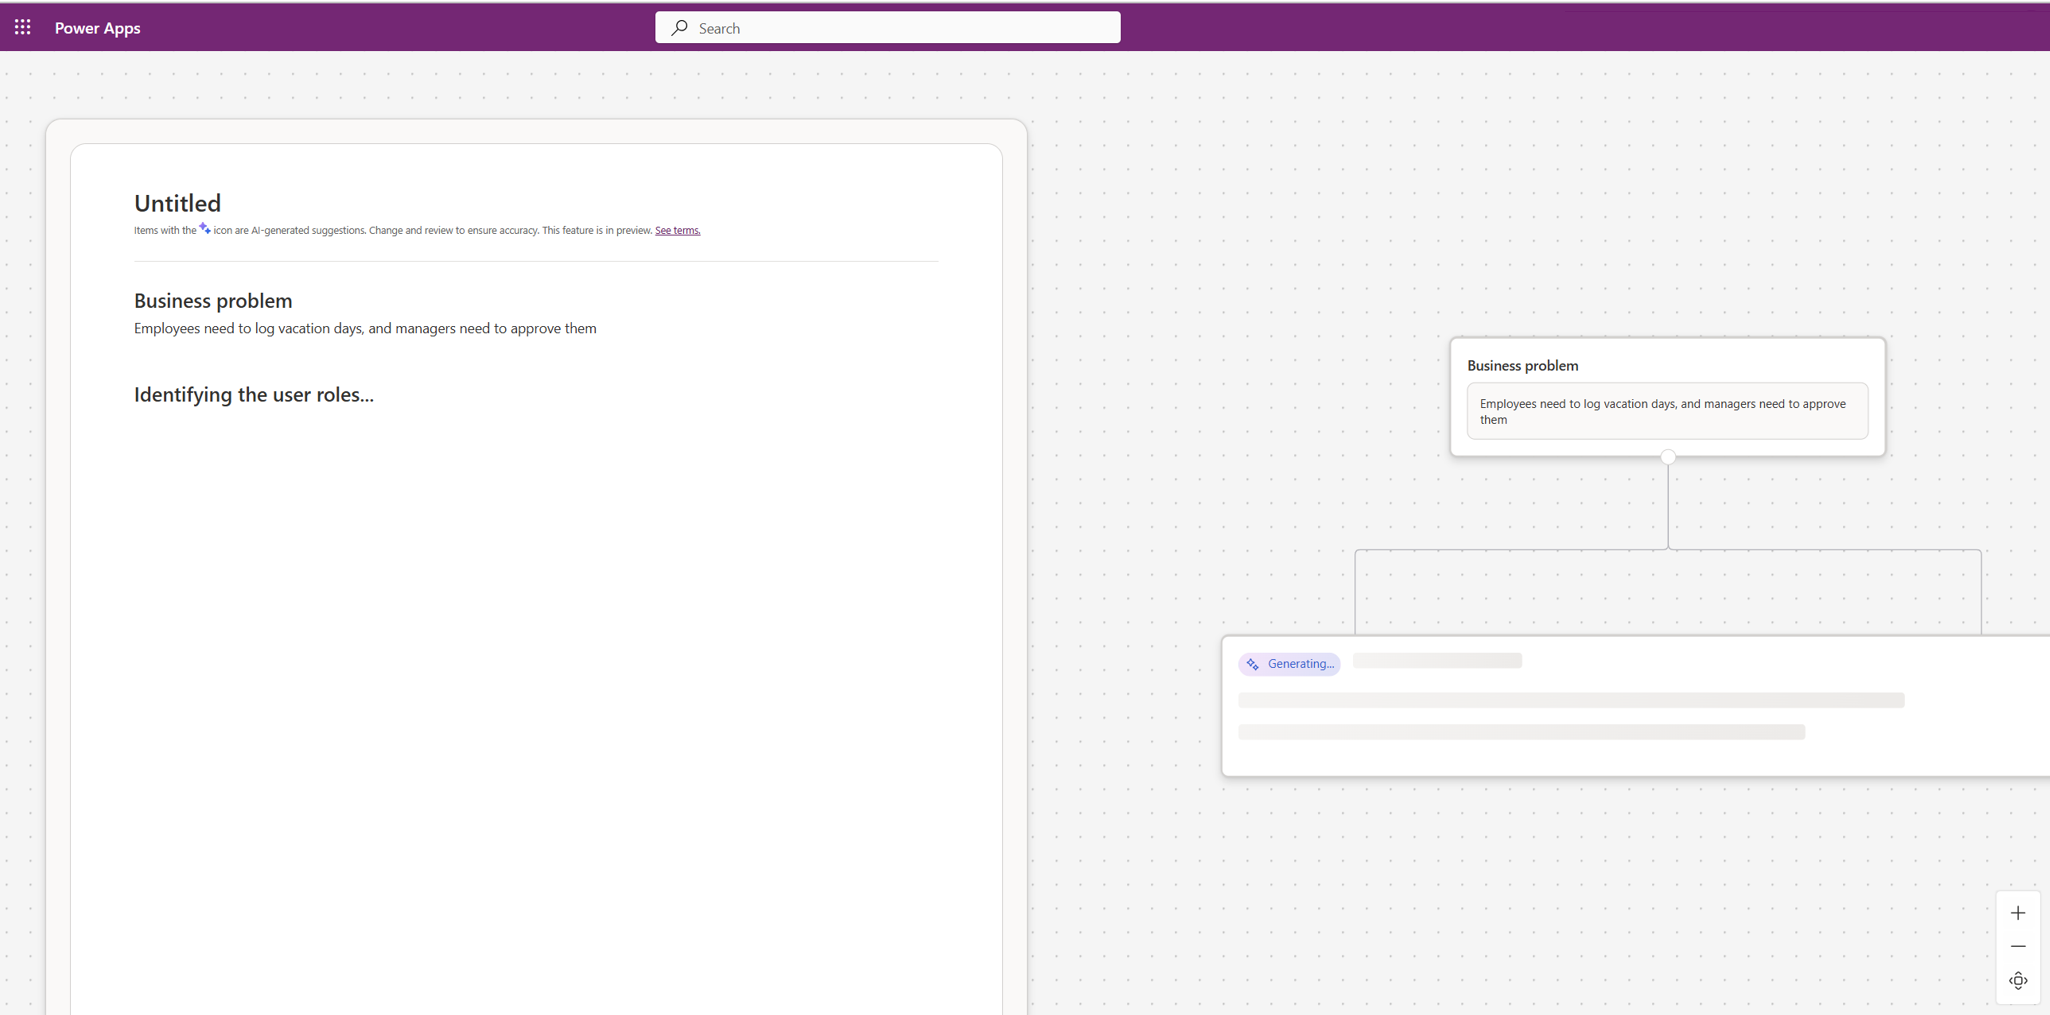 Power Apps
Search
Untitled
Items with the icon are AI-generated suggestions. Change and review to ensure accuracy. This feature is in preview. See terms.
Business problem
Employees need to log vacation days, and managers need to approve them
Identifying the user roles...
Business problem
Employees need to log vacation days, and managers need to approve
them
Generating...